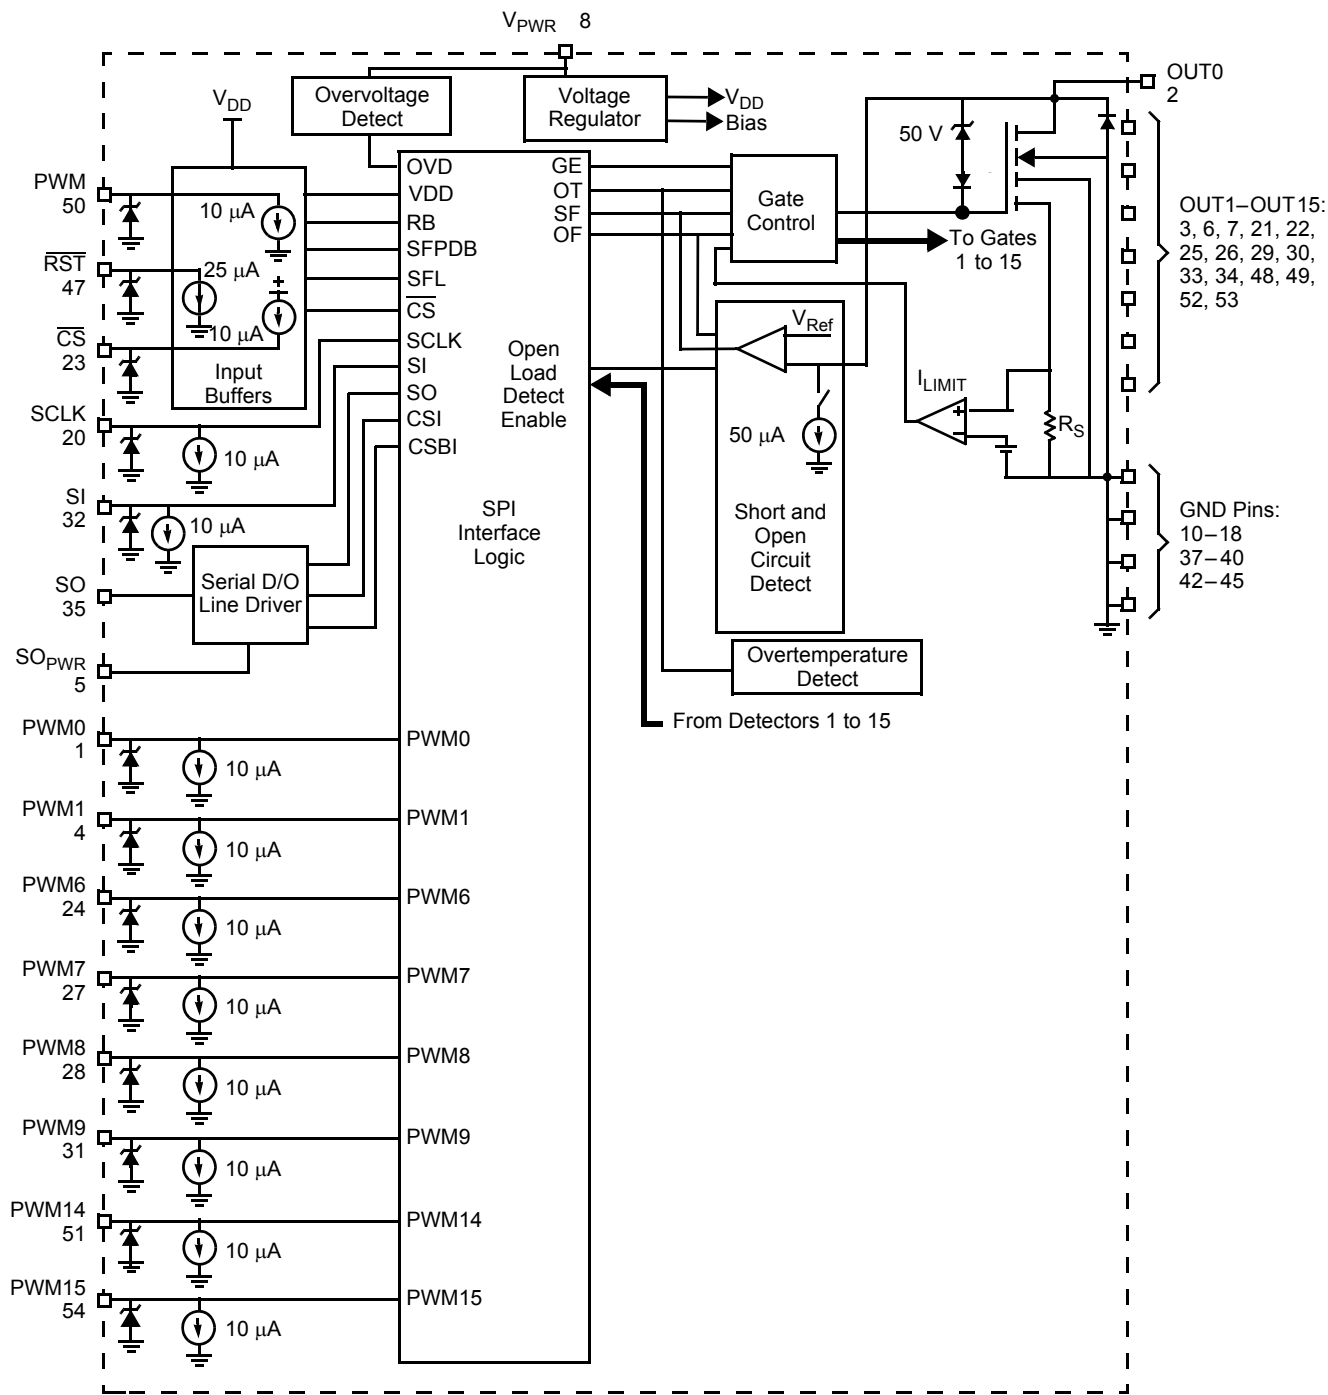 VPWR 8
OUT0
2
Overvoltage
Detect
Voltage
Regulator
VDD
Bias
VDD
50 V
OUT1–OUT15:
3, 6, 7, 21, 22,
25, 26, 29, 30,
33, 34, 48, 49,
52, 53
PWM
50
RST
47
CS
23
SCLK
20
SI
32
SO
35
SOPWR
5
10 µA
25 µA
+
10 µA
Input
Buffers
10 µA
10 µA
Serial D/O
Line Driver
OVD
VDD
RB
SFPDB
SFL
CS
SCLK
SI
SO
CSI
CSBI
GE
OT
SF
OF
Open
Load
Detect
Enable
SPI
Interface
Logic
Gate
Control
To Gates
1 to 15
VRef
50 µA
Short and
Open
Circuit
Detect
ILIMIT
+
–
RS
GND Pins:
10–18
37–40
42–45
Overtemperature
Detect
From Detectors 1 to 15
PWM0
1
10 µA
PWM0
PWM1
4
10 µA
PWM1
PWM6
24
10 µA
PWM6
PWM7
27
10 µA
PWM7
PWM8
28
10 µA
PWM8
PWM9
31
10 µA
PWM9
PWM14
51
10 µA
PWM14
PWM15
54
10 µA
PWM15